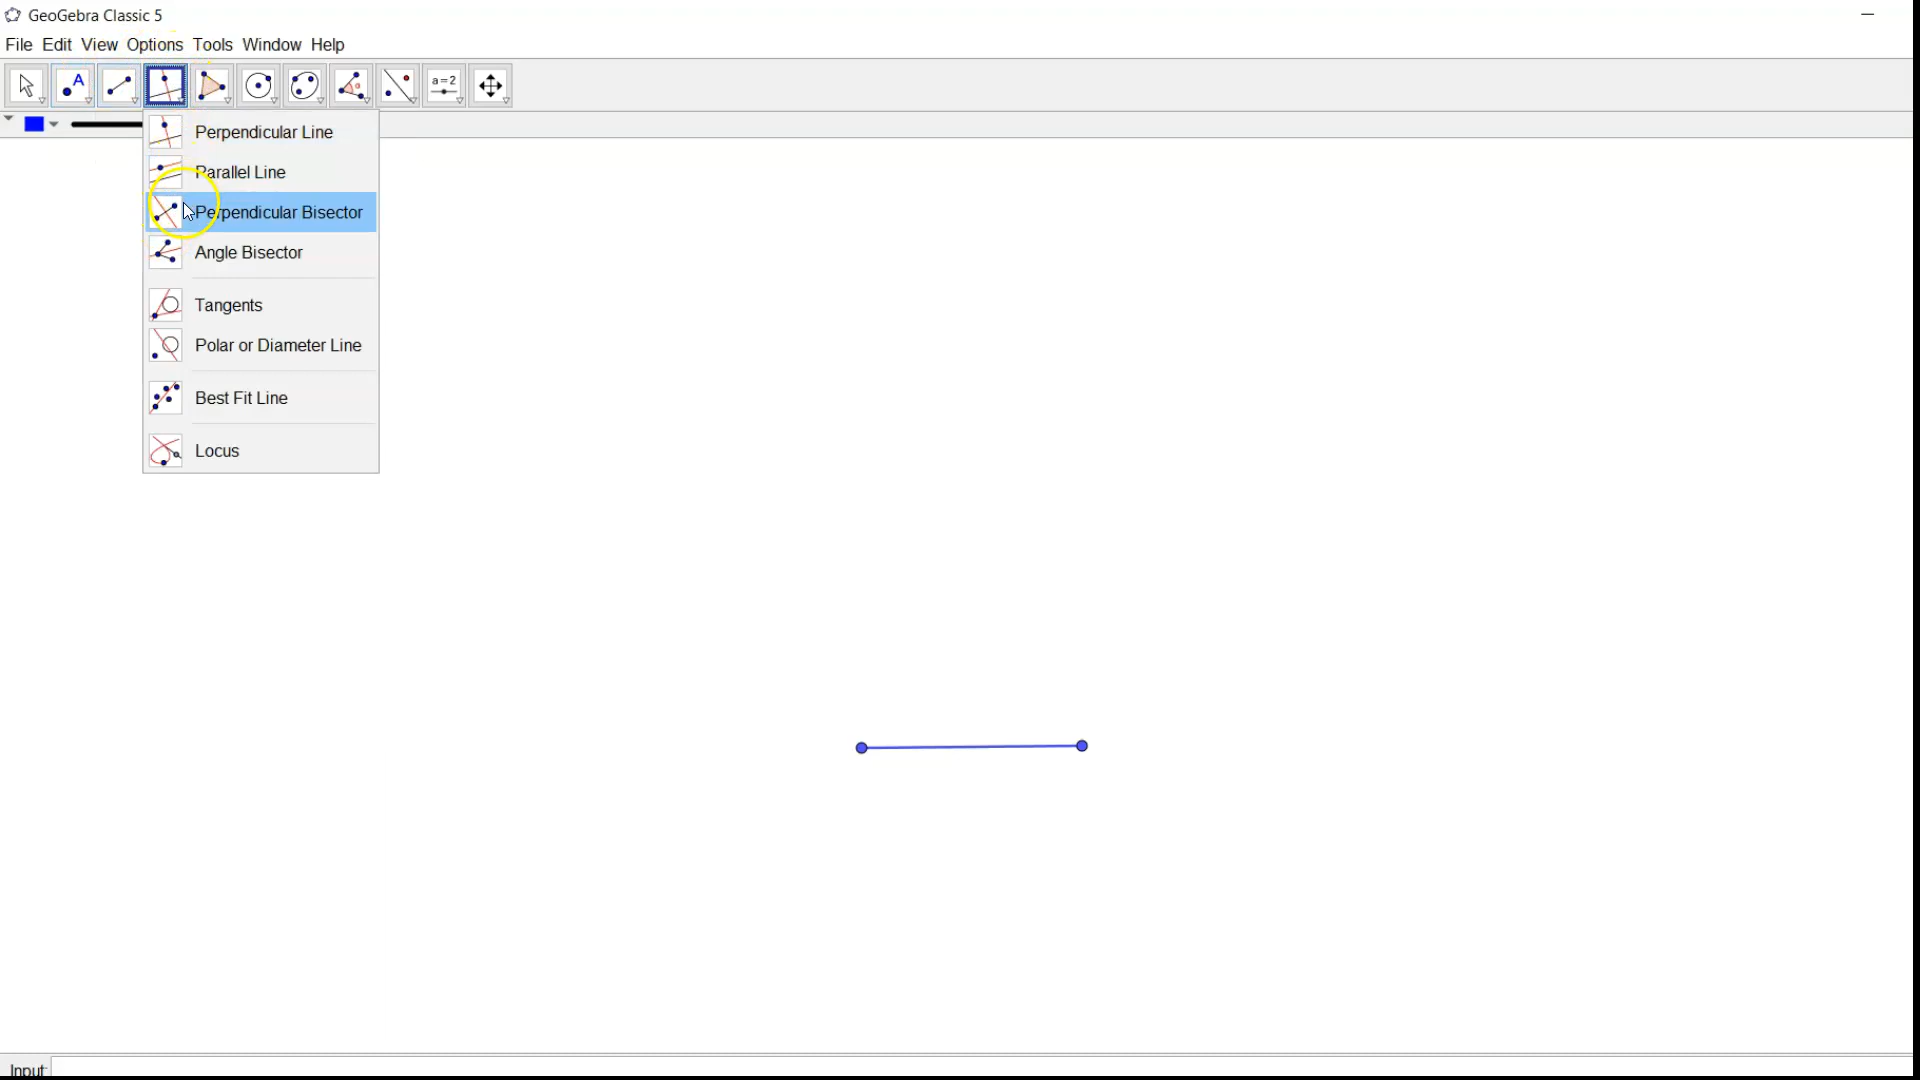 GeoGebra Classic 5
File Edit View Options Tools Window Help
A
a=2
Perpendicular Line
Parallel Line
Perpendicular Bisector
Angle Bisector
Tangents
Polar or Diameter Line
Best Fit Line
Locus
Input: